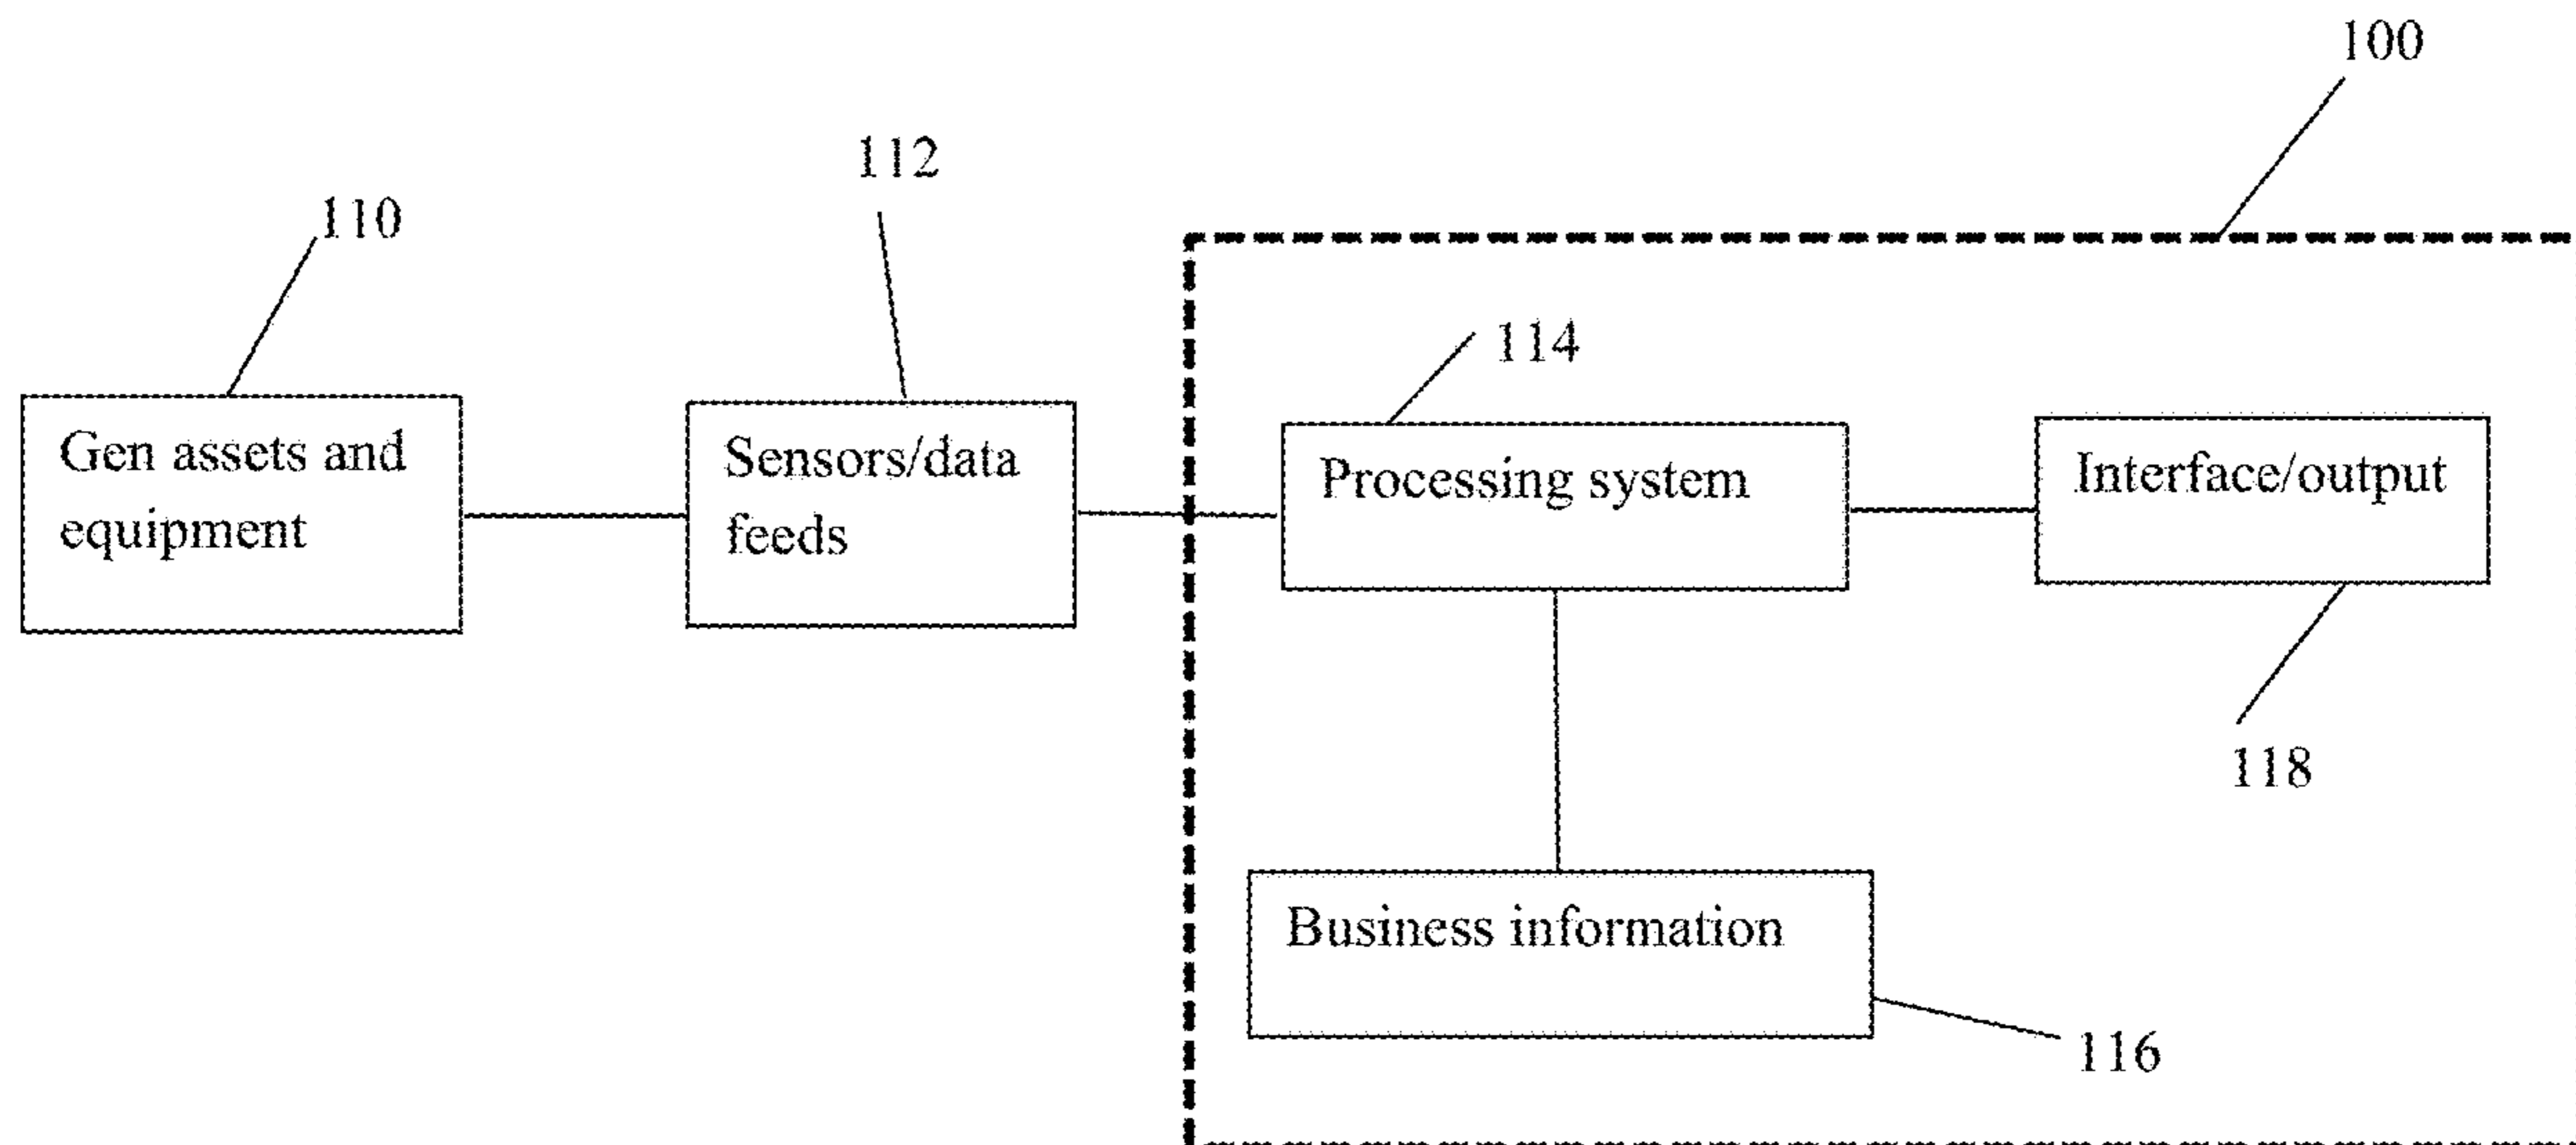 100
112
110
114
Gen assets and
equipment
Sensors/data
feeds
Processing system
Interface/output
118
Business information
116